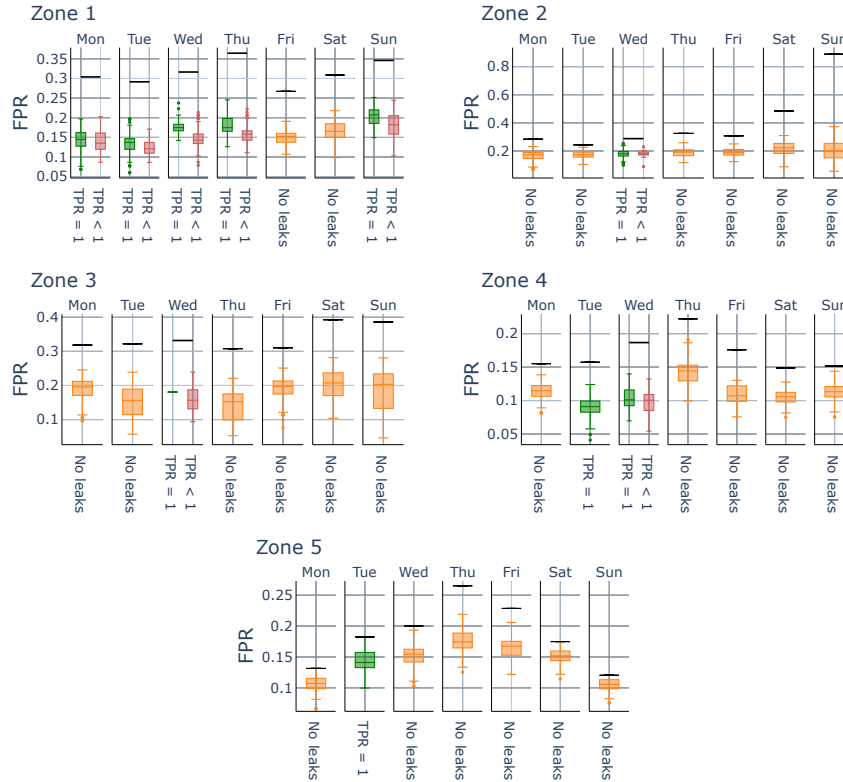 Zone 1
Mon Tue Wed Thu Fri Sat Sun
FPR
0.35
0.3
0.25
0.2
0.15
0.1
0.05
TPR = 1 TPR < 1 TPR = 1 TPR < 1 TPR = 1 TPR < 1 TPR = 1 TPR < 1 No leaks No leaks TPR = 1 TPR < 1
Zone 2
Mon Tue Wed Thu Fri Sat Sun
FPR
0.8
0.6
0.4
0.2
No leaks No leaks TPR = 1 TPR < 1 No leaks No leaks No leaks No leaks
Zone 3
Mon Tue Wed Thu Fri Sat Sun
FPR
0.4
0.3
0.2
0.1
No leaks No leaks TPR = 1 TPR < 1 No leaks No leaks No leaks No leaks
Zone 4
Mon Tue Wed Thu Fri Sat Sun
FPR
0.2
0.15
0.1
0.05
No leaks TPR = 1 TPR = 1 TPR < 1 No leaks No leaks No leaks No leaks
Zone 5
Mon Tue Wed Thu Fri Sat Sun
FPR
0.25
0.2
0.15
0.1
No leaks TPR = 1 No leaks No leaks No leaks No leaks No leaks